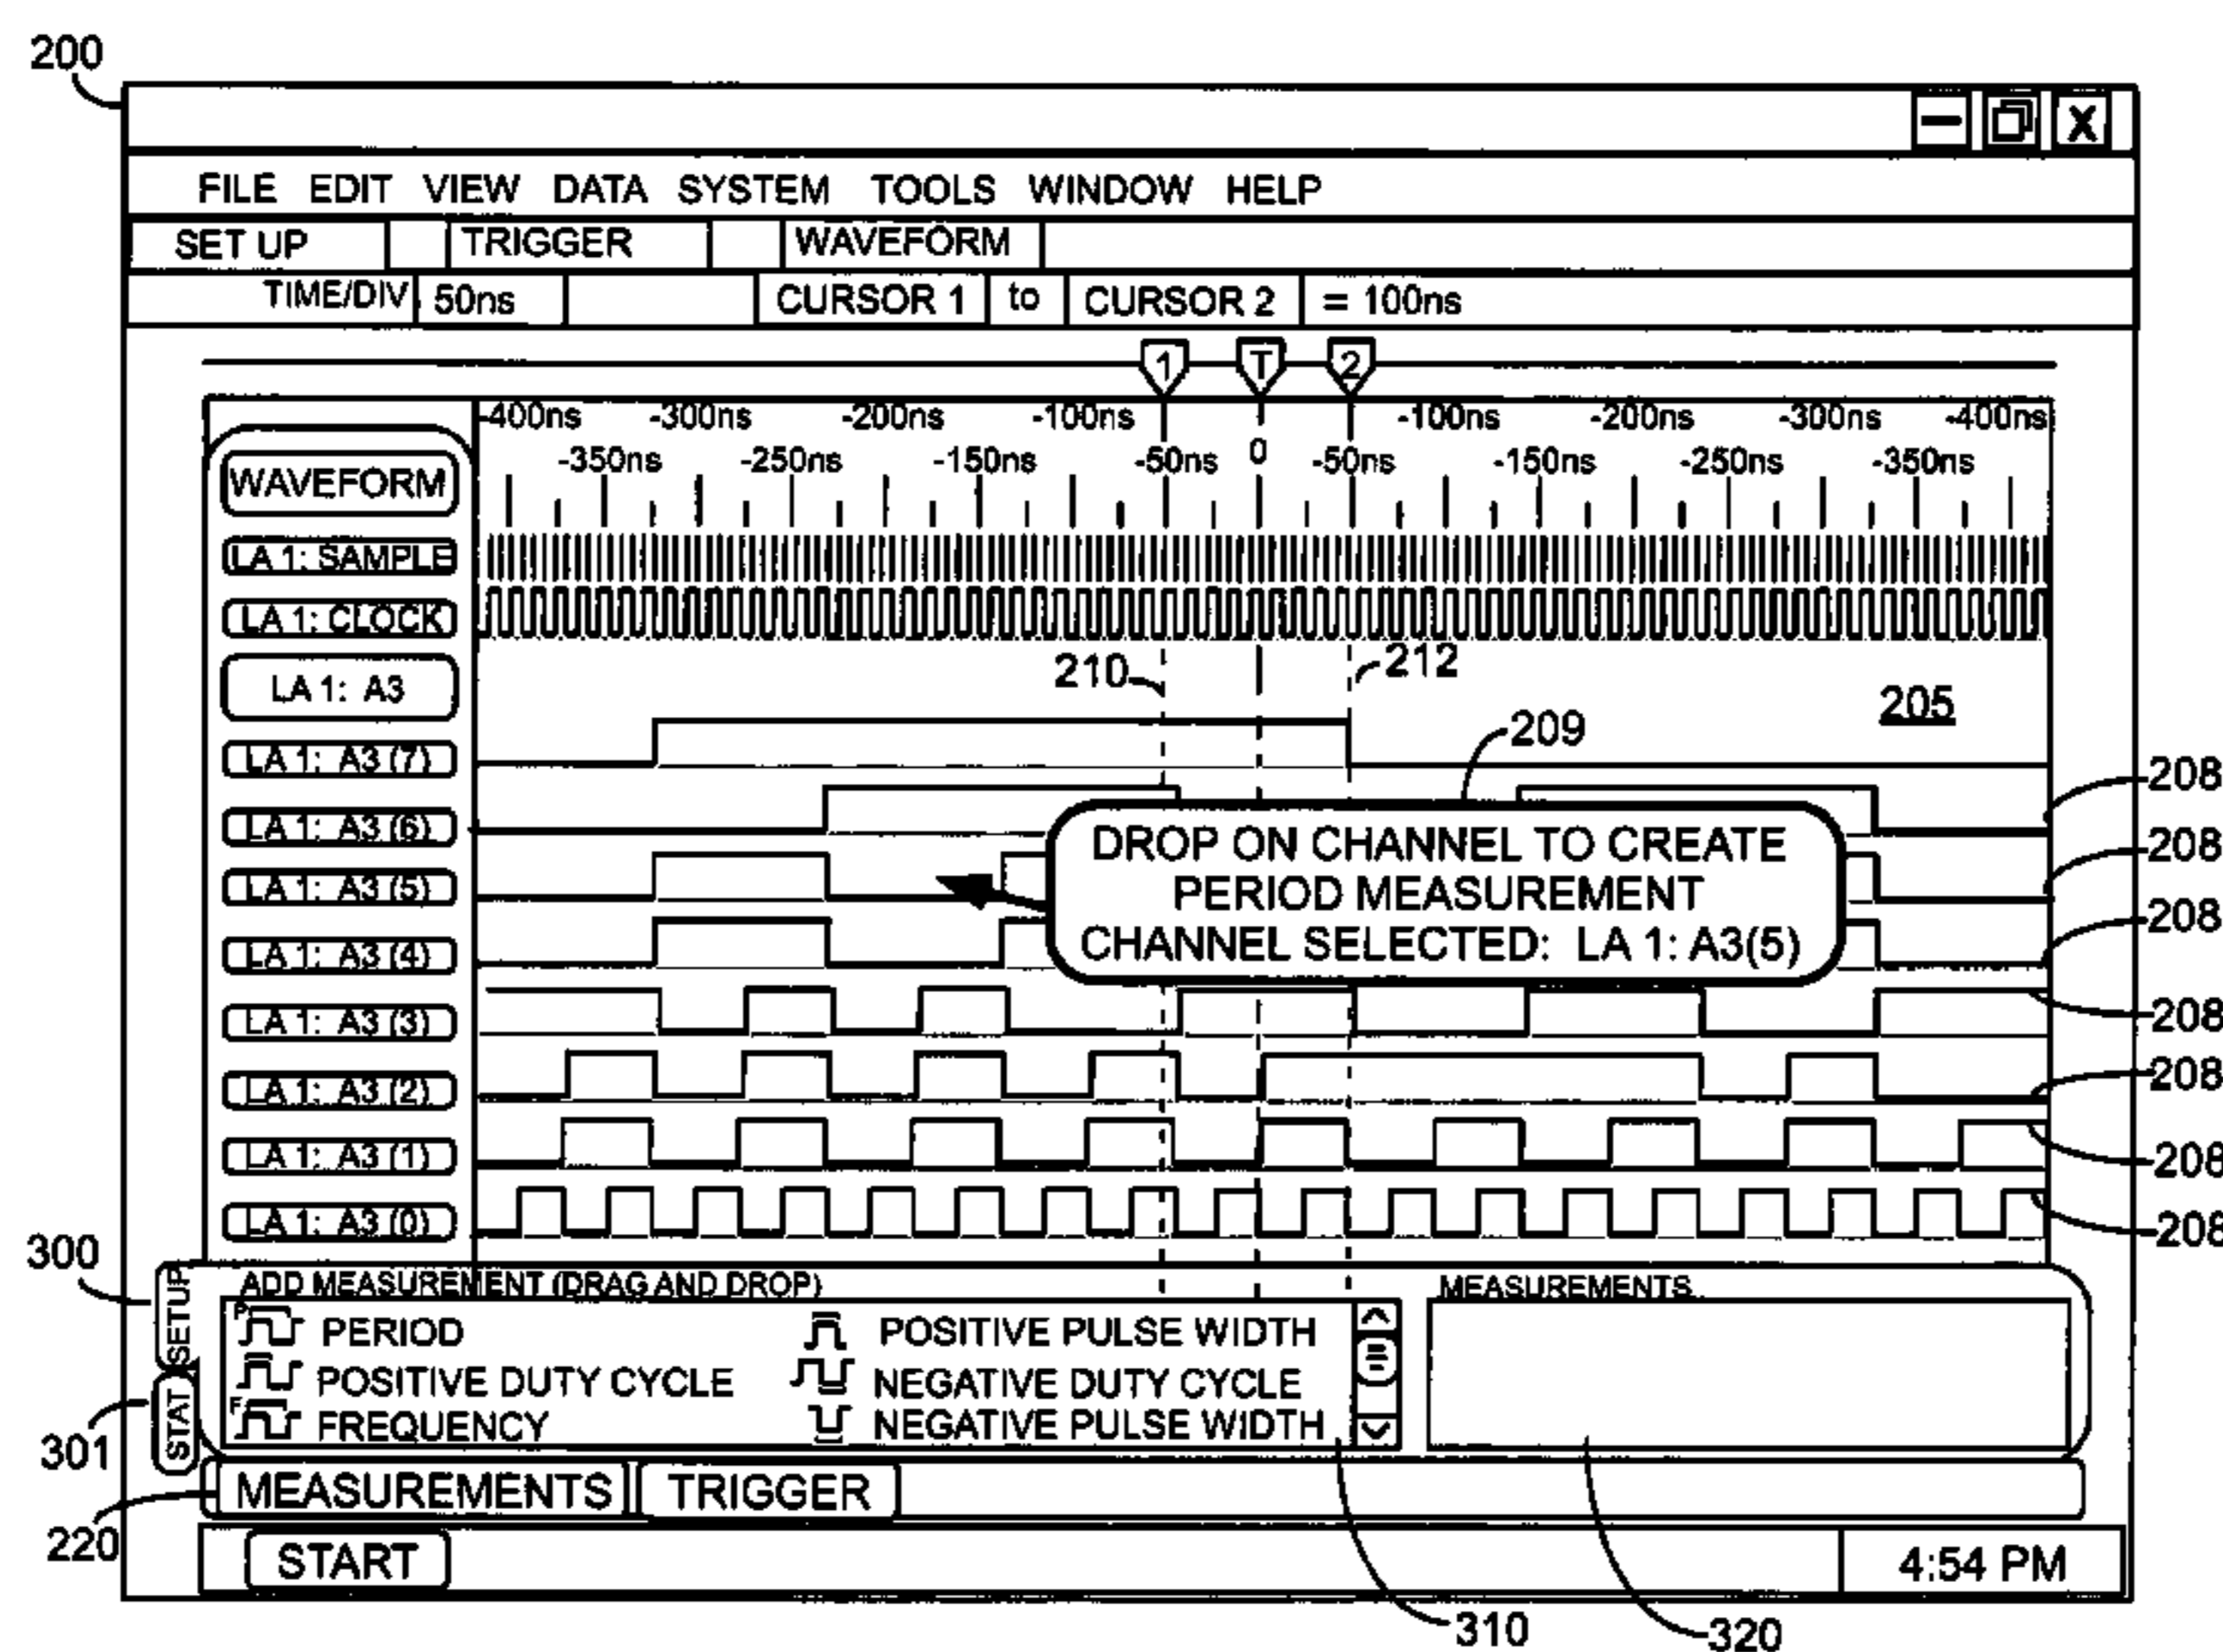 200
FILE EDIT VIEW DATA SYSTEM TOOLS WINDOW HELP
SET UP TRIGGER WAVEFORM
TIME/DIV 50ns CURSOR 1 to CURSOR 2 = 100ns
1 T 2
-400ns -300ns -200ns -100ns -100ns -200ns -300ns -400ns
-350ns -250ns -150ns -50ns 0 -50ns -150ns -250ns -350ns
WAVEFORM
LA 1: SAMPLE
LA 1: CLOCK
210 212
LA 1: A3
205
209
LA 1: A3 (7)
208
LA 1: A3 (6)
208
DROP ON CHANNEL TO CREATE
PERIOD MEASUREMENT
CHANNEL SELECTED: LA 1: A3(5)
LA 1: A3 (5)
208
LA 1: A3 (4)
208
LA 1: A3 (3)
208
LA 1: A3 (2)
208
LA 1: A3 (1)
208
LA 1: A3 (0)
300
SETUP
ADD MEASUREMENT (DRAG AND DROP) MEASUREMENTS
P PERIOD POSITIVE PULSE WIDTH
POSITIVE DUTY CYCLE NEGATIVE DUTY CYCLE
F FREQUENCY NEGATIVE PULSE WIDTH
STAT
301
MEASUREMENTS TRIGGER
220
START 4:54 PM
310 320